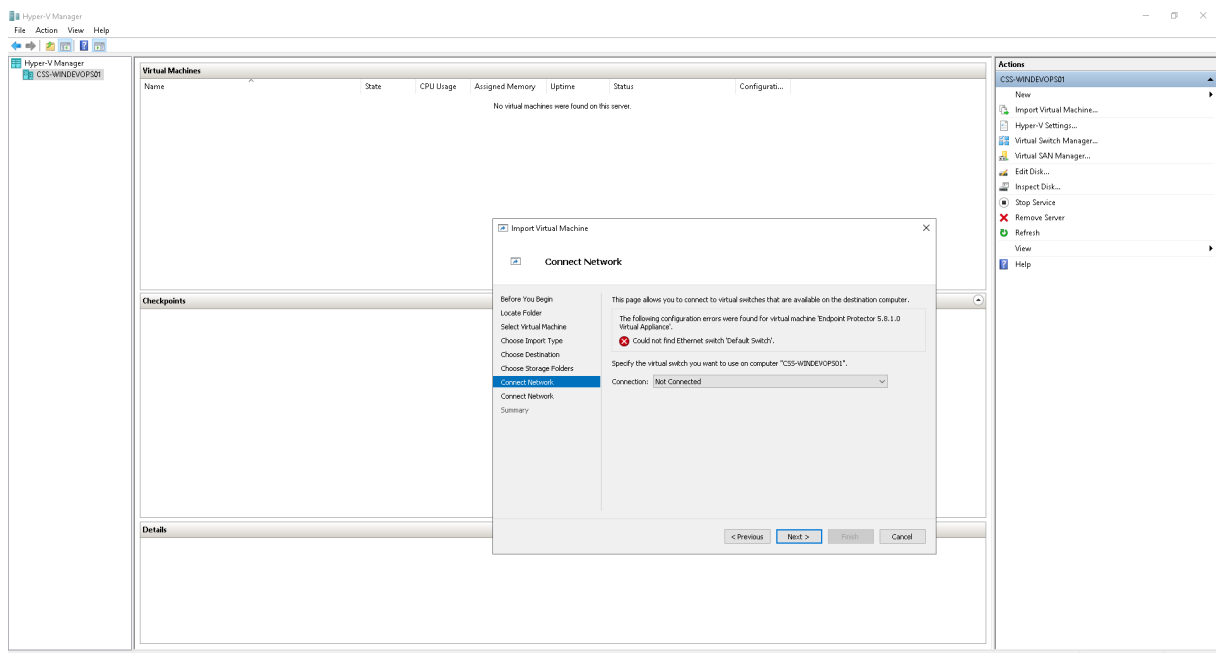 Hyper-V Manager
File Action View Help
Hyper-V Manager
CSS-WINDEVOPS01
Virtual Machines
Name State CPU Usage Assigned Memory Uptime Status Configurati...
No virtual machines were found on this server.
Checkpoints
Details
Import Virtual Machine
Connect Network
Before You Begin
Locate Folder
Select Virtual Machine
Choose Import Type
Choose Destination
Choose Storage Folders
Connect Network
Connect Network
Summary
This page allows you to connect to virtual switches that are available on the destination computer.
The following configuration errors were found for virtual machine 'Endpoint Protector 5.8.1.0
Virtual Appliance'.
Could not find Ethernet switch 'Default Switch'.
Specify the virtual switch you want to use on computer "CSS-WINDEVOPS01".
Connection: Not Connected
< Previous Next > Finish Cancel
Actions
CSS-WINDEVOPS01
New
Import Virtual Machine...
Hyper-V Settings...
Virtual Switch Manager...
Virtual SAN Manager...
Edit Disk...
Inspect Disk...
Stop Service
Remove Server
Refresh
View
Help